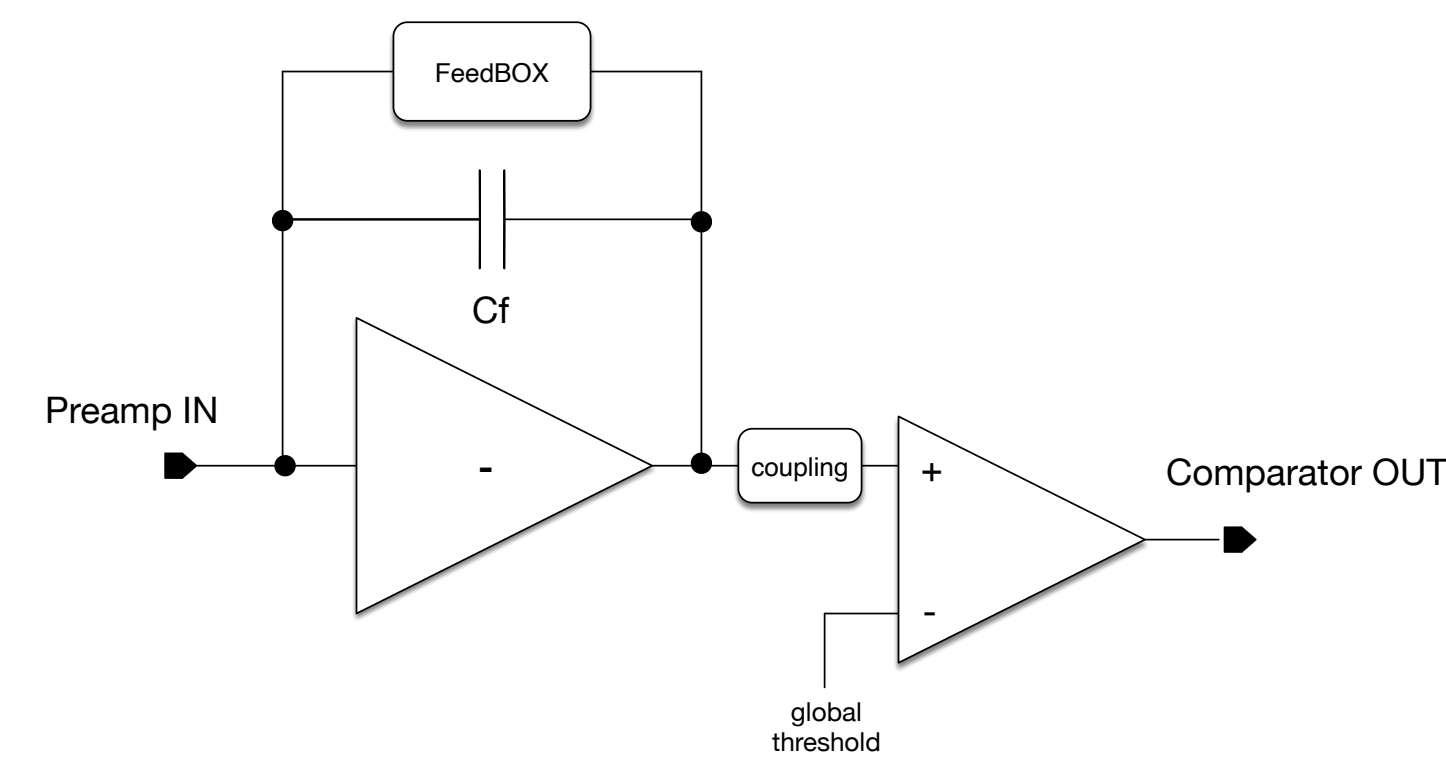 FeedBOX
Cf
Preamp IN
-
coupling
+
Comparator OUT
-
global
threshold